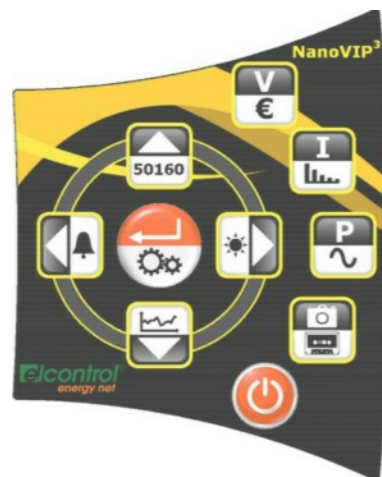 NanoVIP³
V
€
50160
I
P
elcontrol®
energy net